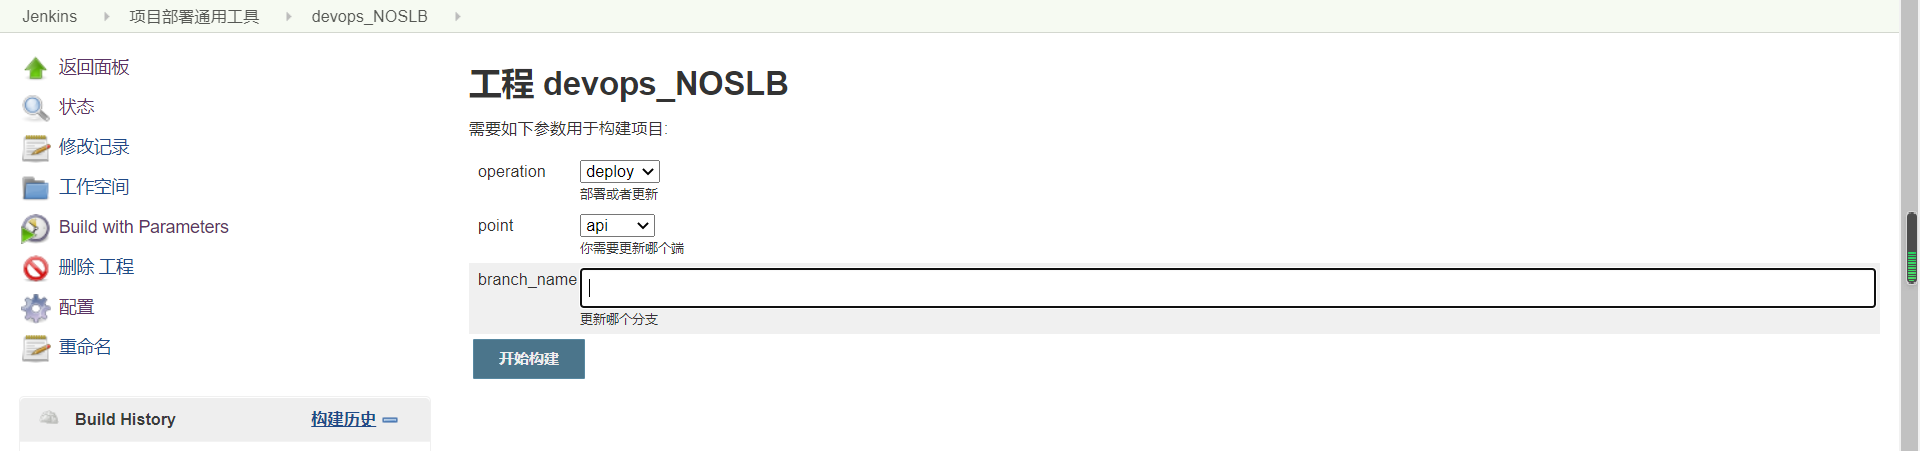 Jenkins 项目部署通用工具 devops_NOSLB
返回面板
状态
修改记录
工作空间
Build with Parameters
删除 工程
配置
重命名
Build History 构建历史
工程 devops_NOSLB
需要如下参数用于构建项目:
operation deploy
部署或者更新
point api
你需要更新哪个端
branch_name
更新哪个分支
开始构建